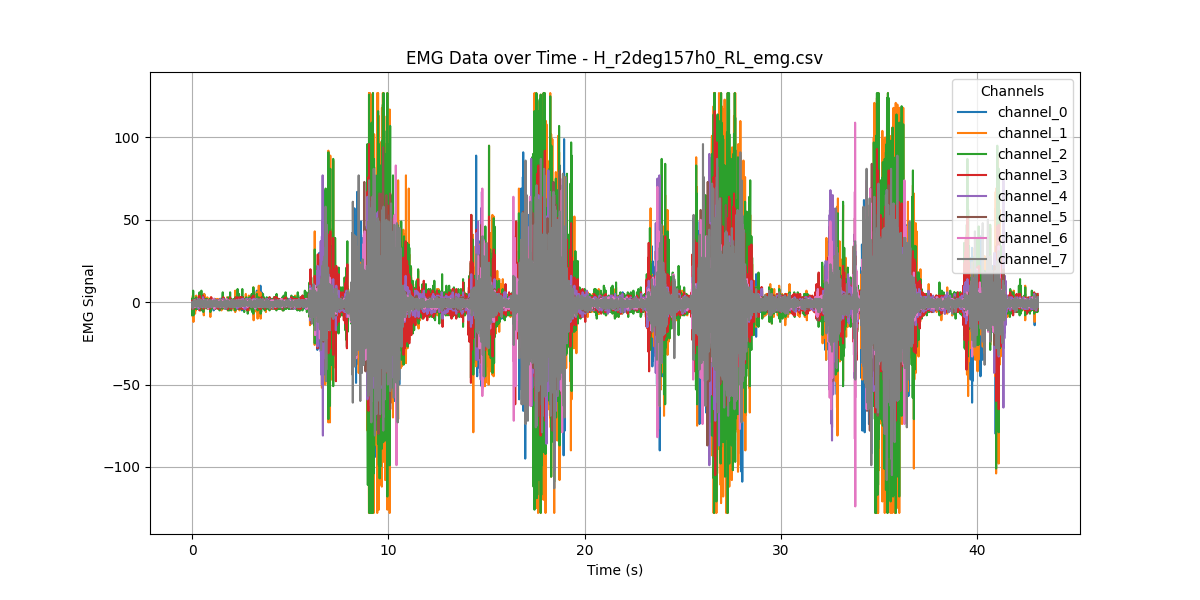 EMG Data over Time - H_r2deg157h0_RL_emg.csv
Channels
channel_0
channel_1
channel_2
channel_3
channel_4
channel_5
channel_6
channel_7
EMG Signal
100
50
0
−50
−100
0 10 20 30 40
Time (s)